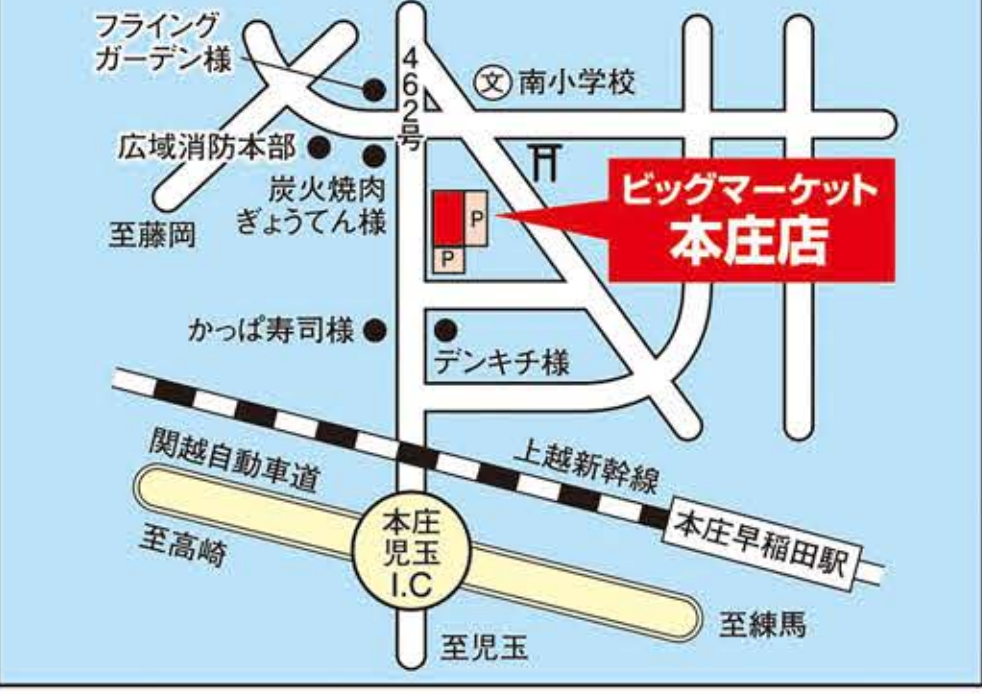 フライング
ガーデン様
462号
文
南小学校
広域消防本部
炭火焼肉
ぎょうてん様
至藤岡
P
P
ビッグマーケット
本庄店
かっぱ寿司様
デンキチ様
関越自動車道
上越新幹線
本庄早稲田駅
至高崎
本庄
児玉
I.C
至練馬
至児玉